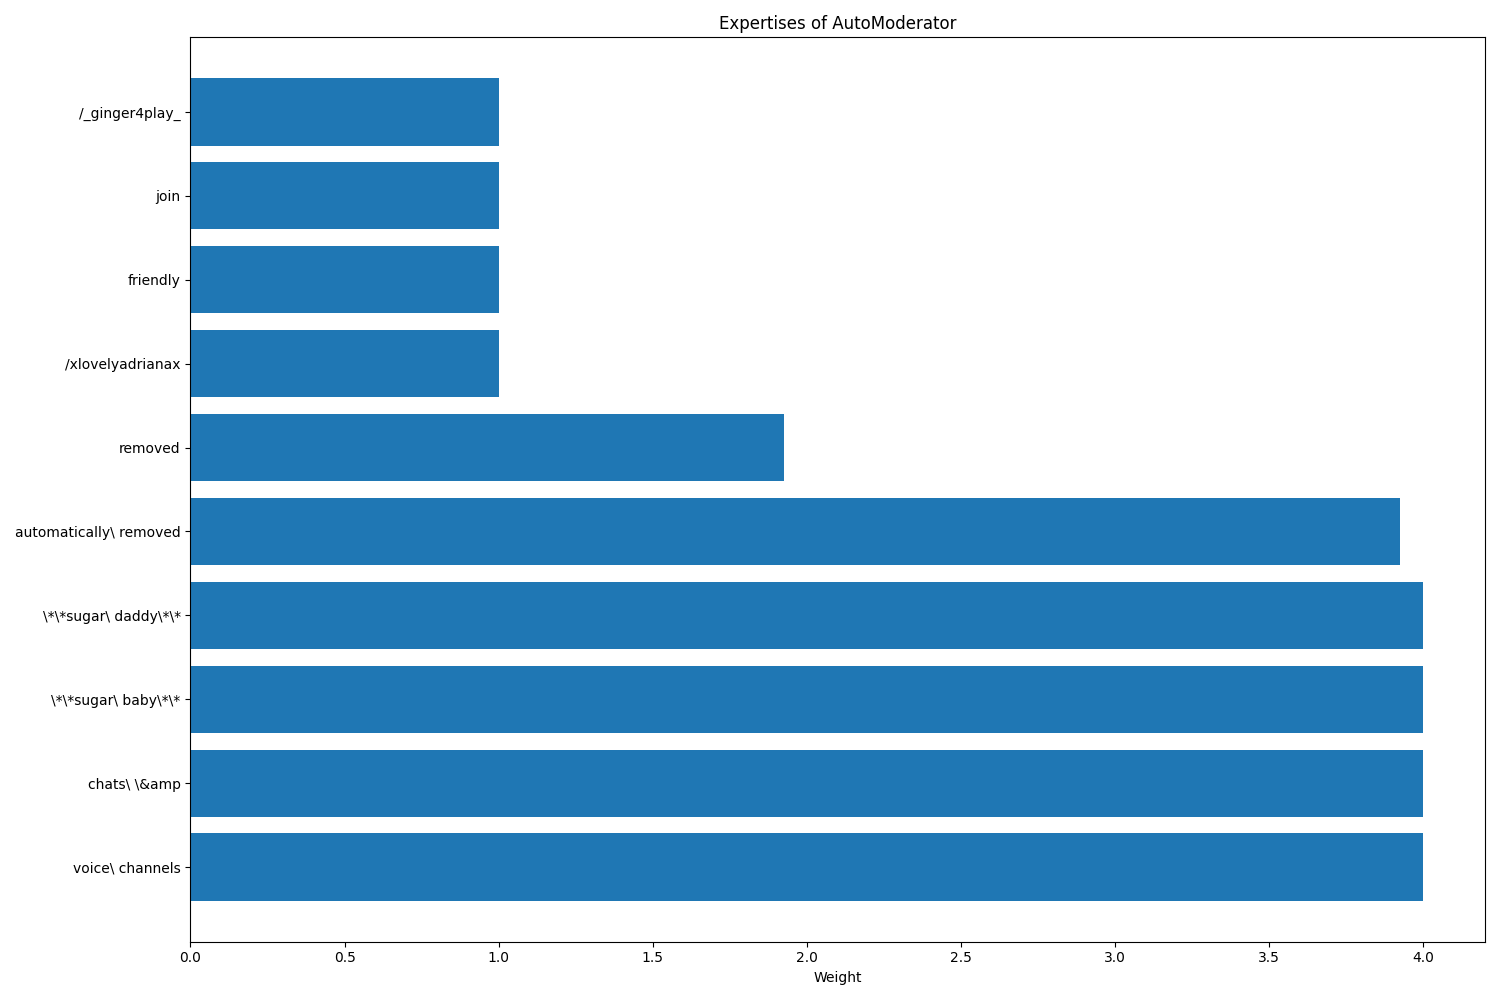 Expertises of AutoModerator
/_ginger4play_
join
friendly
/xlovelyadrianax
removed
automatically\ removed
\*\*sugar\ daddy\*\*
\*\*sugar\ baby\*\*
chats\ \&amp
voice\ channels
0.0 0.5 1.0 1.5 2.0 2.5 3.0 3.5 4.0
Weight